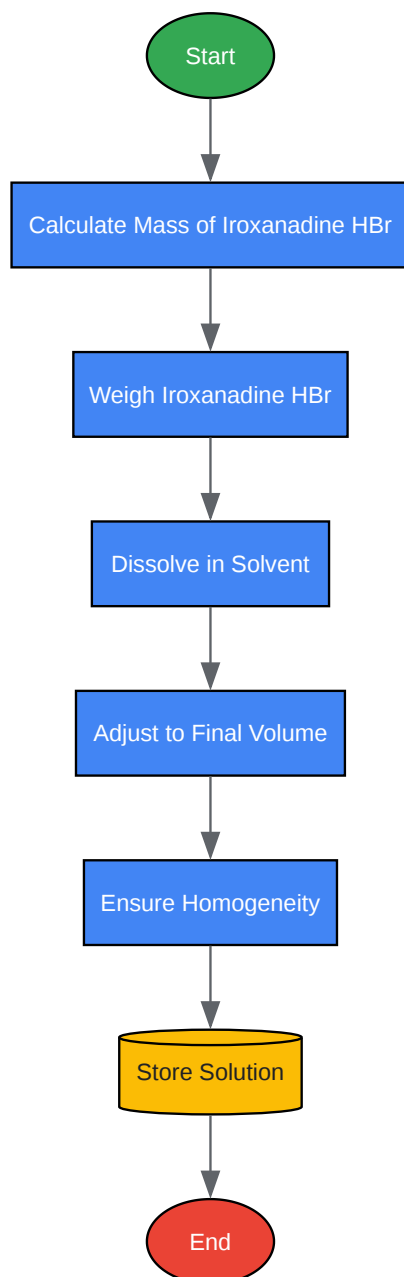 Start
Calculate Mass of Iroxanadine HBr
Weigh Iroxanadine HBr
Dissolve in Solvent
Adjust to Final Volume
Ensure Homogeneity
Store Solution
End